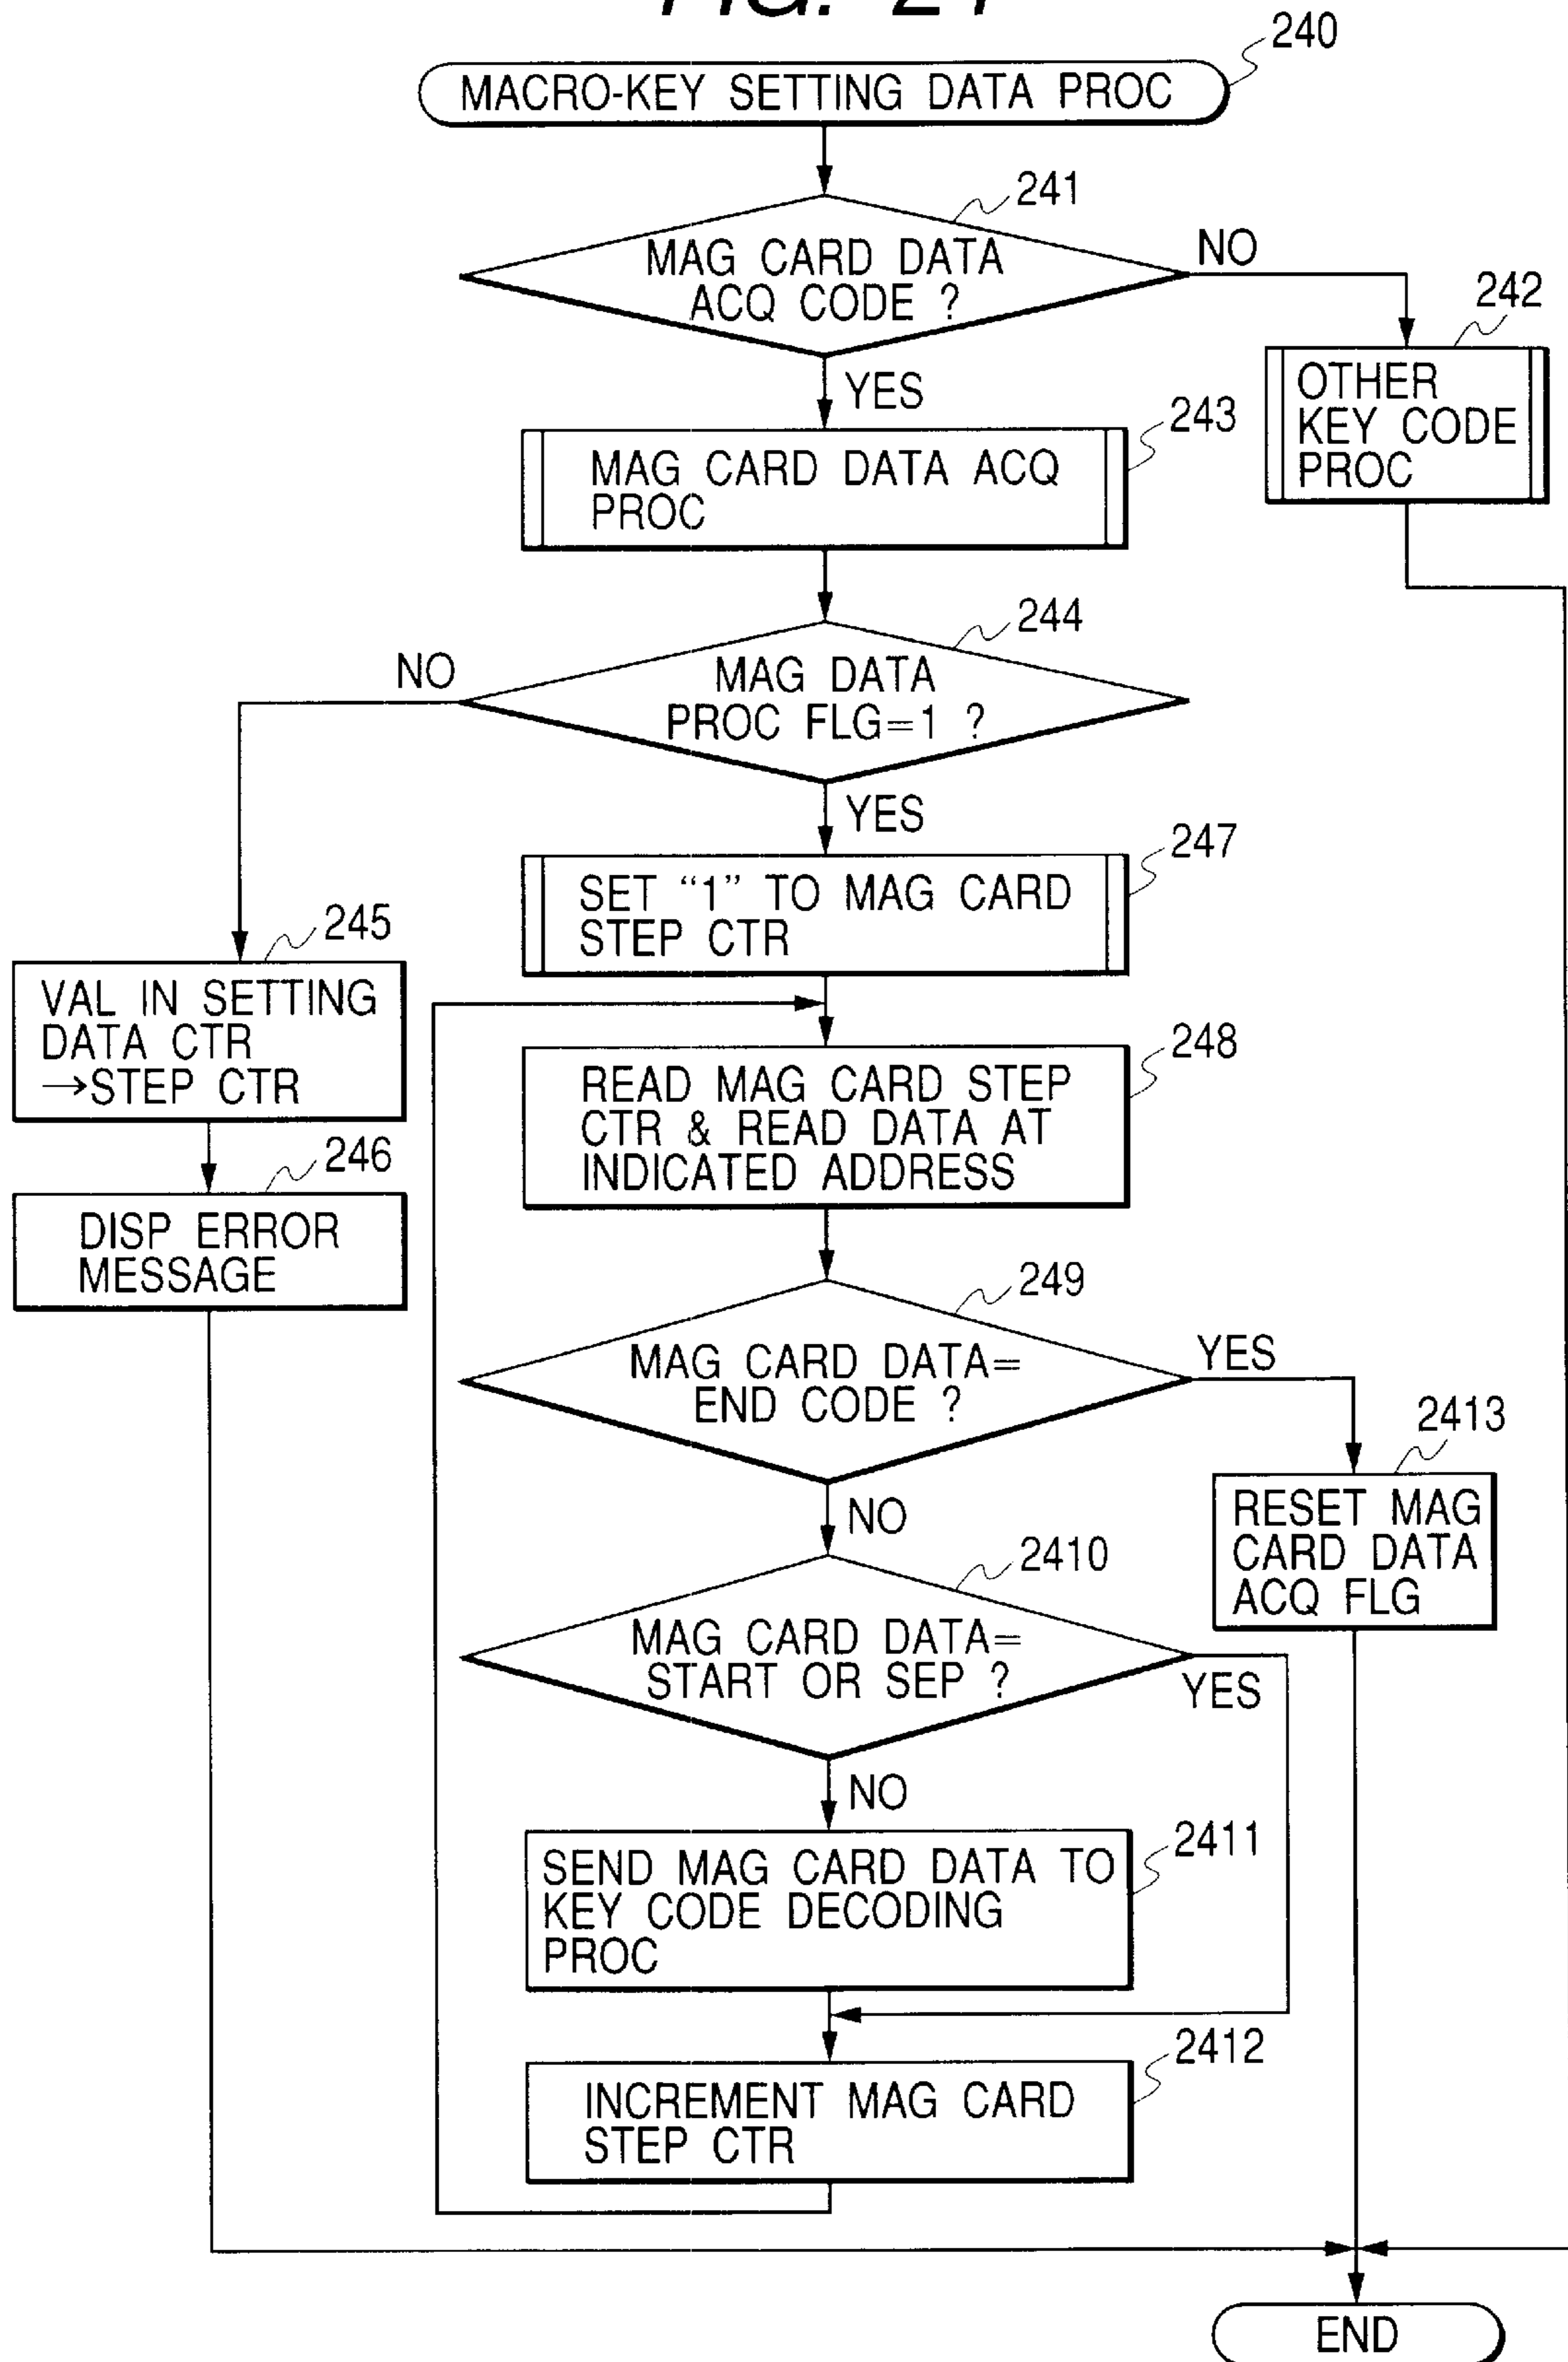 240
MACRO-KEY SETTING DATA PROC
241
MAG CARD DATA
ACQ CODE ?
NO
242
OTHER
KEY CODE
PROC
YES
243
MAG CARD DATA ACQ
PROC
244
MAG DATA
PROC FLG=1 ?
NO
YES
245
VAL IN SETTING
DATA CTR
→STEP CTR
246
DISP ERROR
MESSAGE
247
SET “1” TO MAG CARD
STEP CTR
248
READ MAG CARD STEP
CTR & READ DATA AT
INDICATED ADDRESS
249
MAG CARD DATA=
END CODE ?
YES
2413
RESET MAG
CARD DATA
ACQ FLG
NO
2410
MAG CARD DATA=
START OR SEP ?
YES
NO
2411
SEND MAG CARD DATA TO
KEY CODE DECODING
PROC
2412
INCREMENT MAG CARD
STEP CTR
END